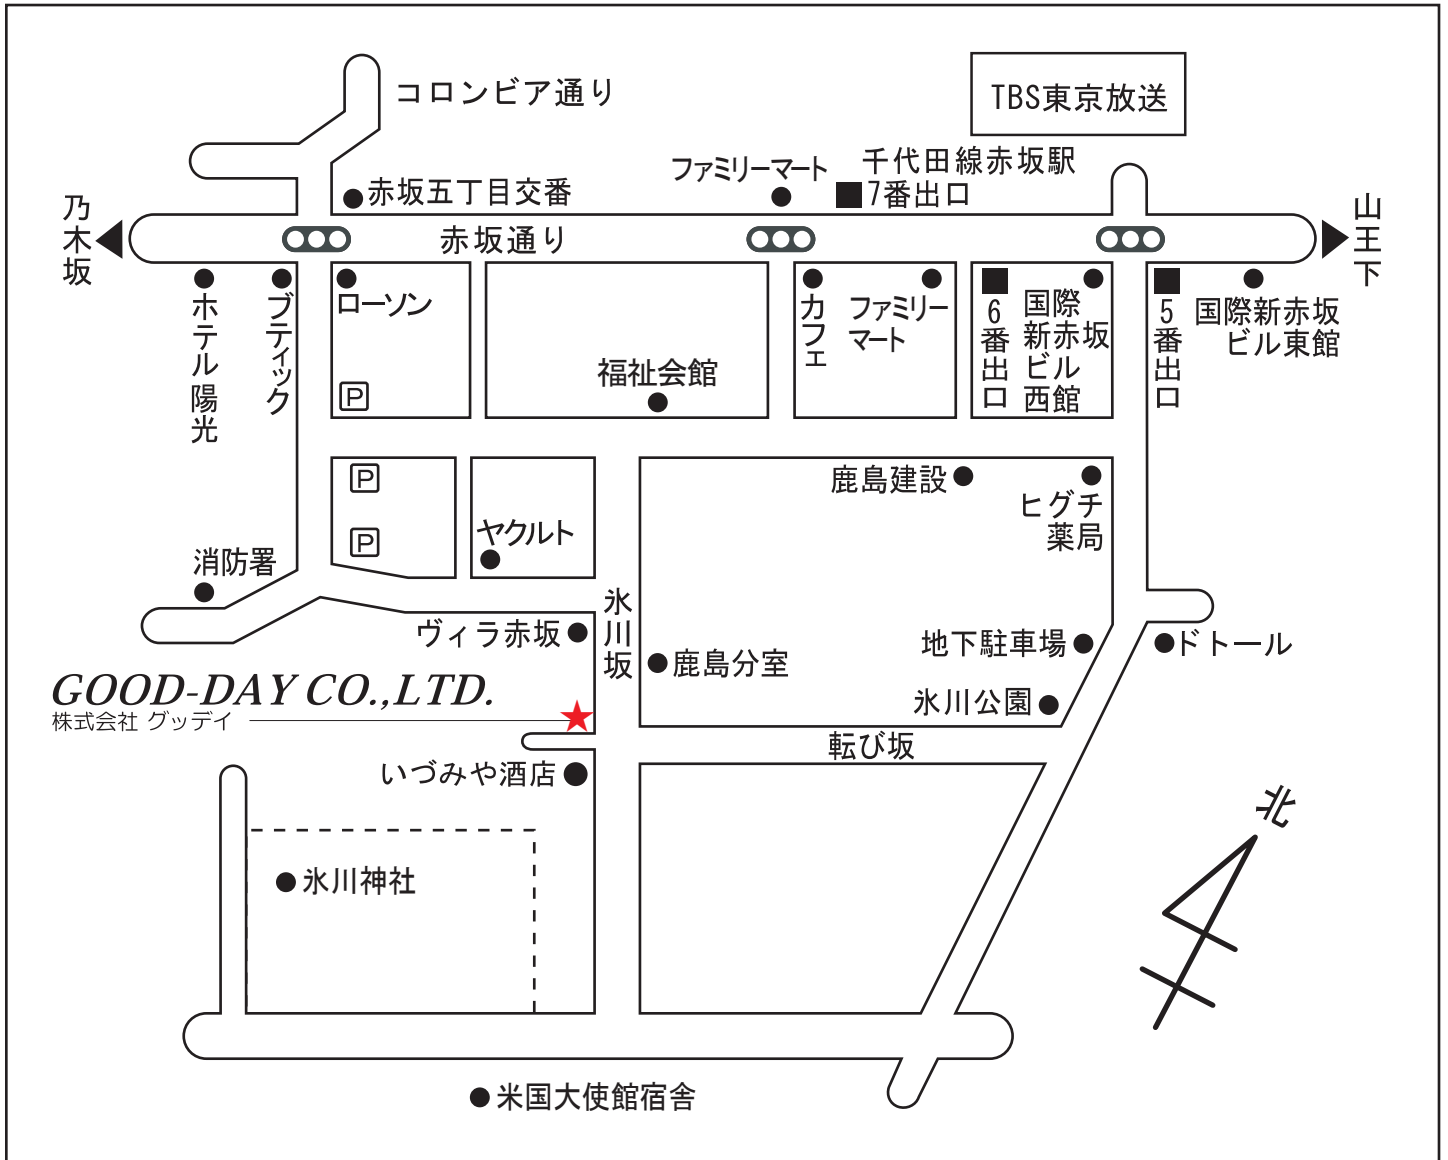 コロンビア通り
TBS東京放送
赤坂五丁目交番
ファミリーマート
千代田線赤坂駅
7番出口
乃木坂
赤坂通り
山王下
ホテル陽光
ブティック
ローソン
P
福祉会館
カフェ
ファミリー
マート
6番出口
国際
新赤坂
ビル
西館
5番出口
国際新赤坂
ビル東館
P
P
ヤクルト
鹿島建設
ヒグチ
薬局
消防署
氷川坂
ヴィラ赤坂
鹿島分室
地下駐車場
ドトール
GOOD-DAY CO.,LTD.
株式会社 グッデイ
氷川公園
転び坂
いづみや酒店
北
氷川神社
米国大使館宿舎